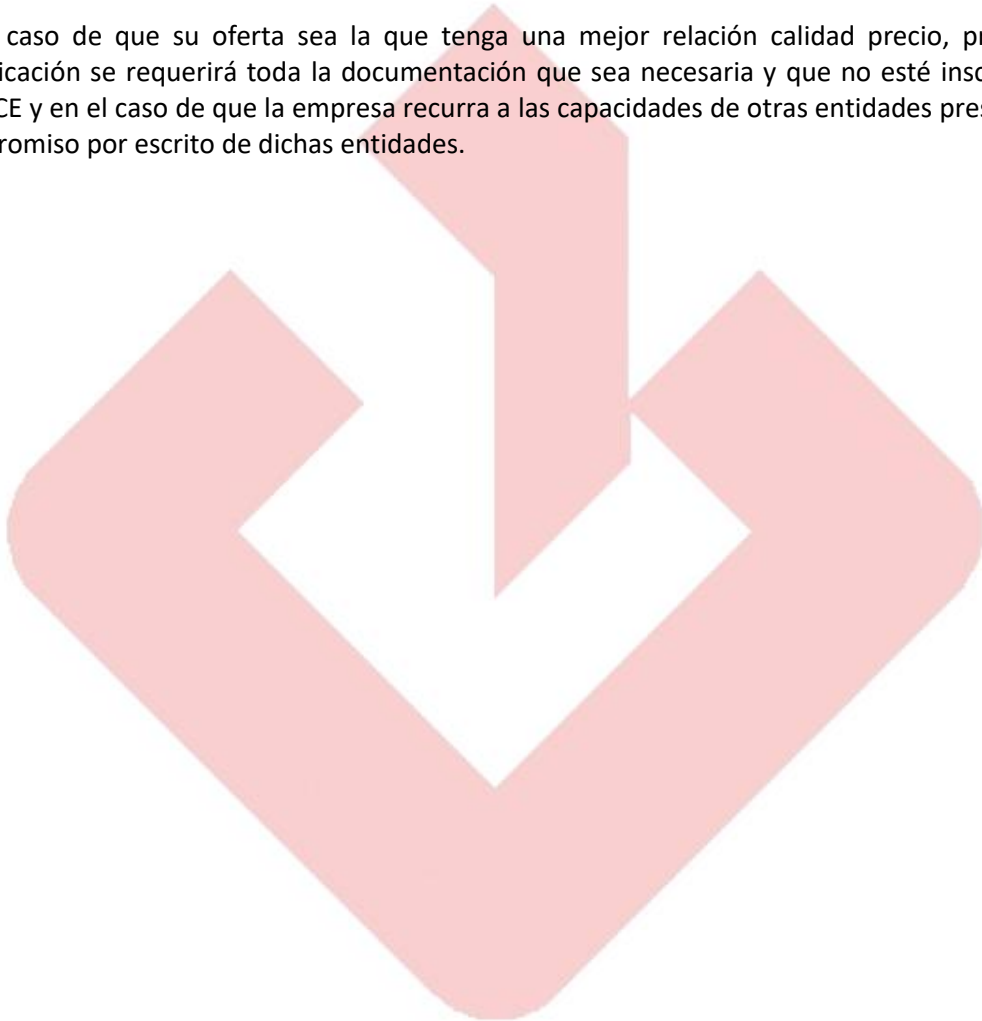 caso de que su oferta sea la que tenga una mejor relación calidad precio, pr
icación se requerirá toda la documentación que sea necesaria y que no esté insc
CE y en el caso de que la empresa recurra a las capacidades de otras entidades pres
romiso por escrito de dichas entidades.